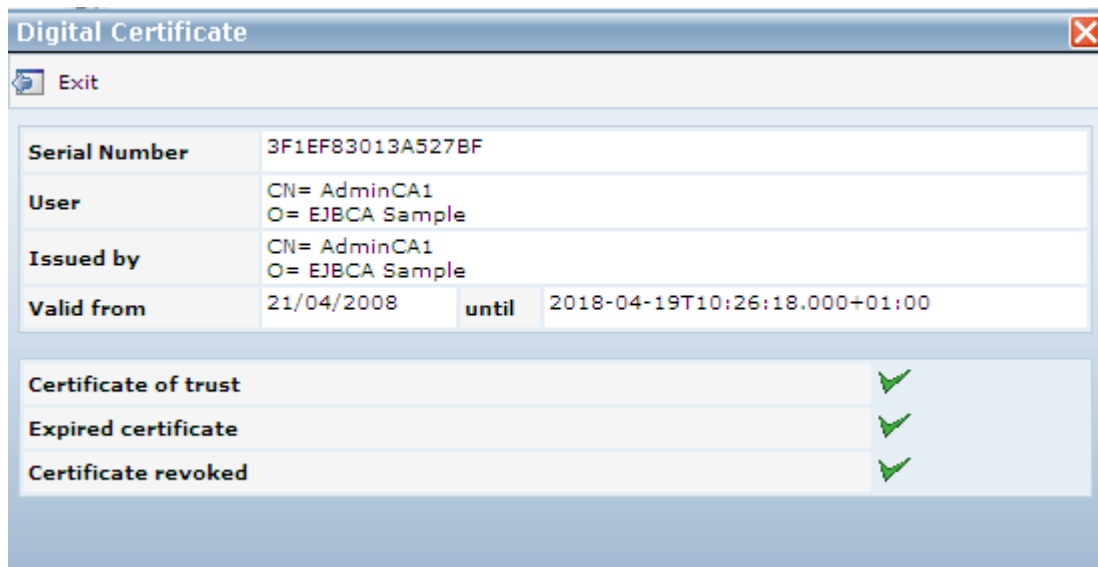 Digital Certificate
Exit
Serial Number 3F1EF83013A527BF
User CN= AdminCA1
O= EJBCA Sample
Issued by CN= AdminCA1
O= EJBCA Sample
Valid from 21/04/2008 until 2018-04-19T10:26:18.000+01:00
Certificate of trust
Expired certificate
Certificate revoked